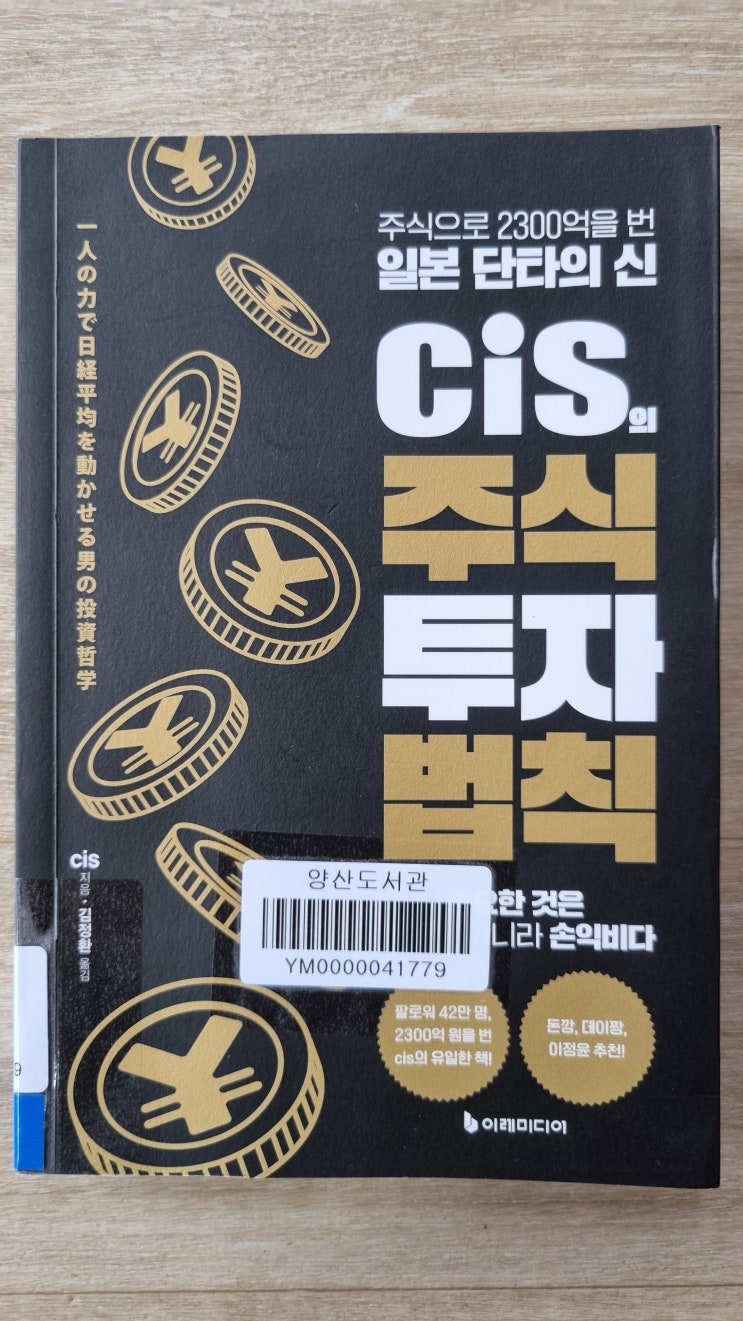 주식으로 2300억을 번
일본 단타의 신
cis의
주식
투자
법칙
一人の力で日経平均を動かせる男の投資哲学
cis 지음·김정환 옮김
한 것은
니라 손익비다
양산도서관
YM0000041779
팔로워 42만 명,
2300억 원을 번
cis의 유일한 책!
돈깡, 데이짱,
이정윤 추천!
이레미디어
9